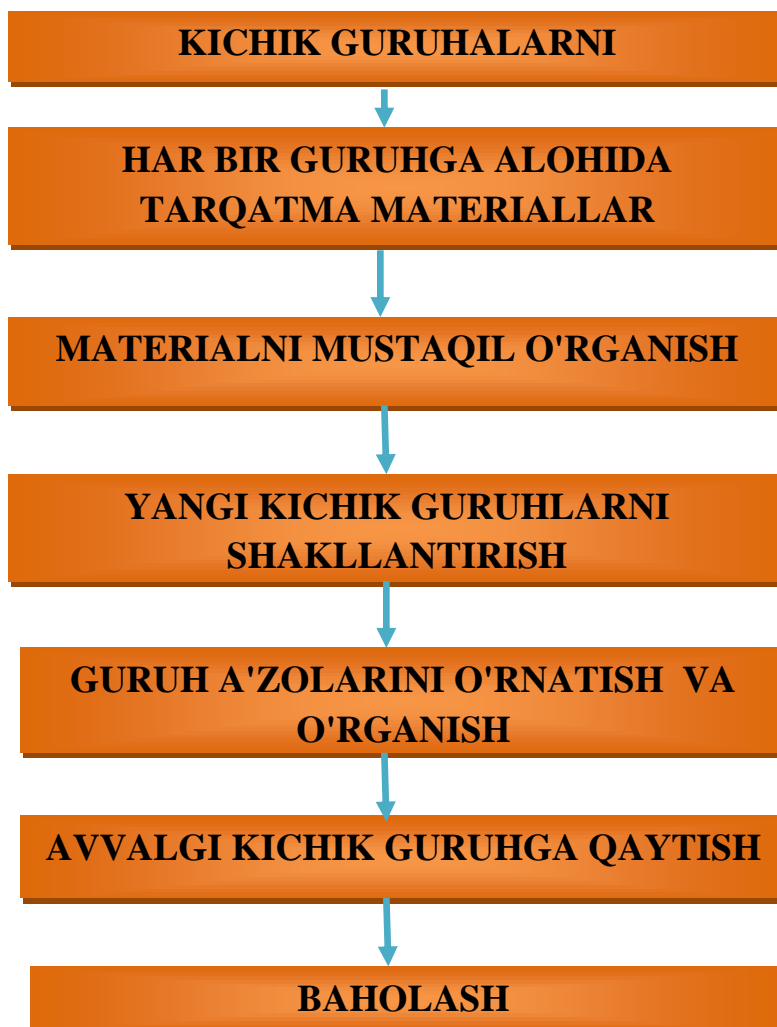 KICHIK GURUHALARNI
HAR BIR GURUHGA ALOHIDA
TARQATMA MATERIALLAR
MATERIALNI MUSTAQIL O'RGANISH
YANGI KICHIK GURUHLARNI
SHAKLLANTIRISH
GURUH A'ZOLARINI O'RNATISH VA
O'RGANISH
AVVALGI KICHIK GURUHGA QAYTISH
BAHOLASH